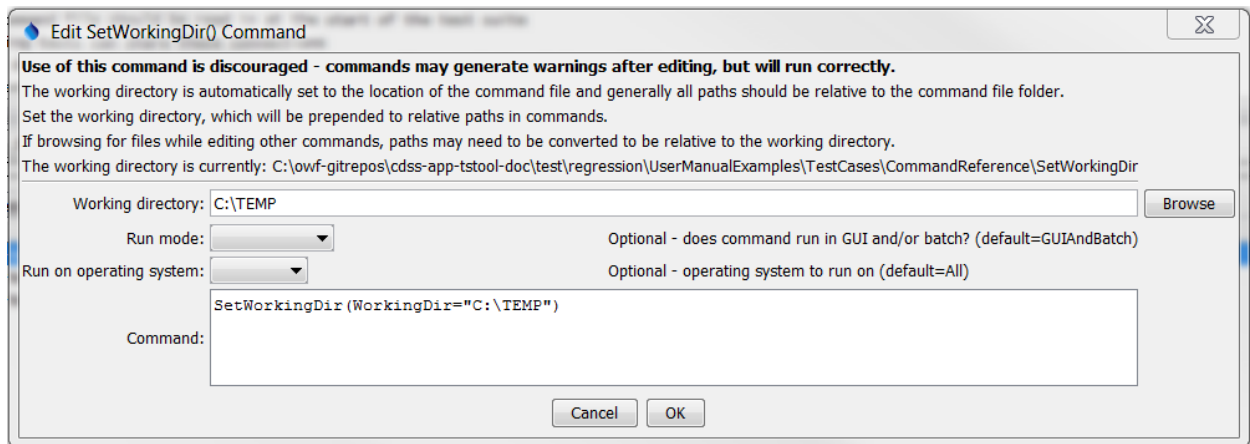 Edit SetWorkingDir() Command
Use of this command is discouraged - commands may generate warnings after editing, but will run correctly.
The working directory is automatically set to the location of the command file and generally all paths should be relative to the command file folder.
Set the working directory, which will be prepended to relative paths in commands.
If browsing for files while editing other commands, paths may need to be converted to be relative to the working directory.
The working directory is currently: C:\owf-gitrepos\cdss-app-tstool-doc\test\regression\UserManualExamples\TestCases\CommandReference\SetWorkingDir
Working directory: C:\TEMP Browse
Run mode: Optional - does command run in GUI and/or batch? (default=GUIAndBatch)
Run on operating system: Optional - operating system to run on (default=All)
SetWorkingDir(WorkingDir="C:\TEMP")
Command:
Cancel OK